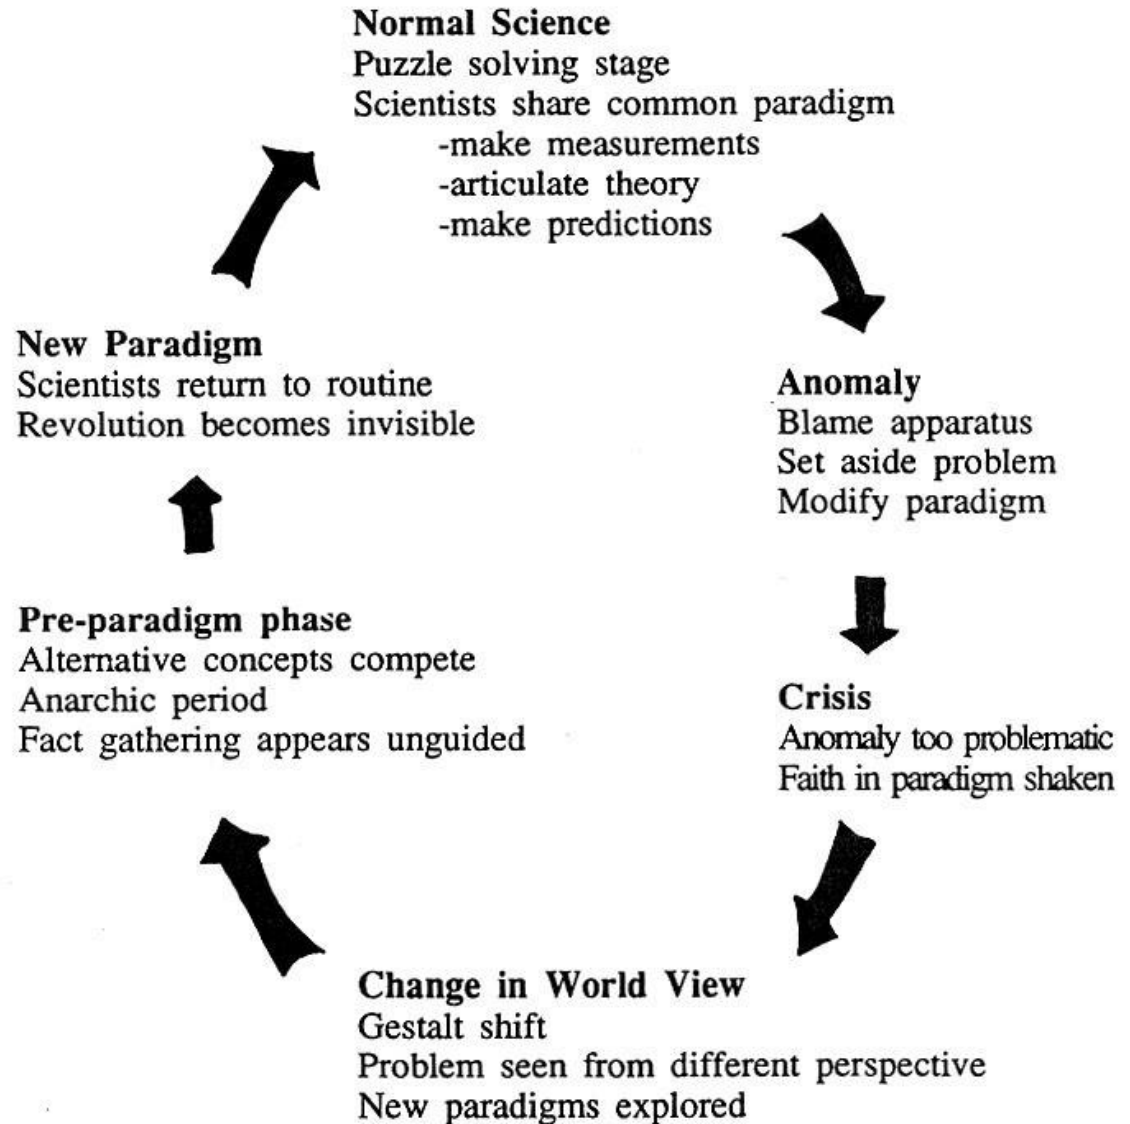 Normal Science
Puzzle solving stage
Scientists share common paradigm
-make measurements
-articulate theory
-make predictions
Anomaly
Blame apparatus
Set aside problem
Modify paradigm
Crisis
Anomaly too problematic
Faith in paradigm shaken
Change in World View
Gestalt shift
Problem seen from different perspective
New paradigms explored
Pre-paradigm phase
Alternative concepts compete
Anarchic period
Fact gathering appears unguided
New Paradigm
Scientists return to routine
Revolution becomes invisible